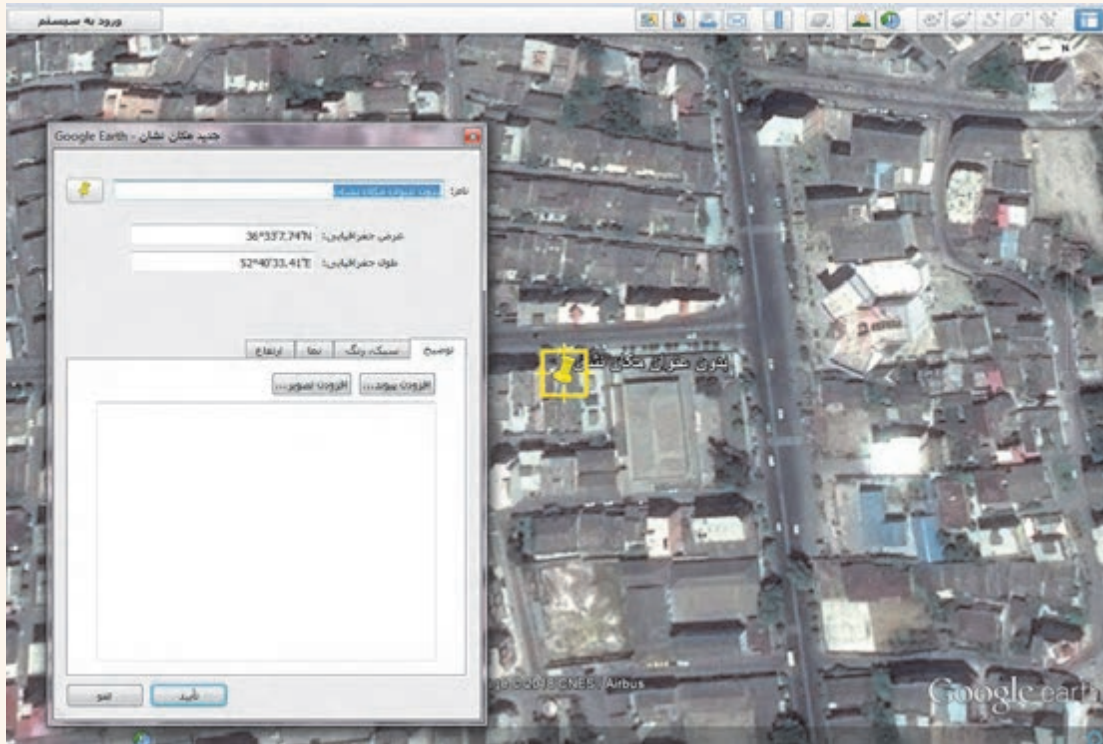 ورود به سیستم
جدید مکان نشان - Google Earth
نام: بدون عنوان مکان نشان
عرض جغرافیایی: 36°33'7.74"N
طول جغرافیایی: 52°40'33.41"E
توضیح سبک، رنگ نما ارتفاع
افزودن پیوند... افزودن تصویر...
بدون عنوان مکان نشان
تأیید لغو
© 2018 CNES / Airbus
Google earth